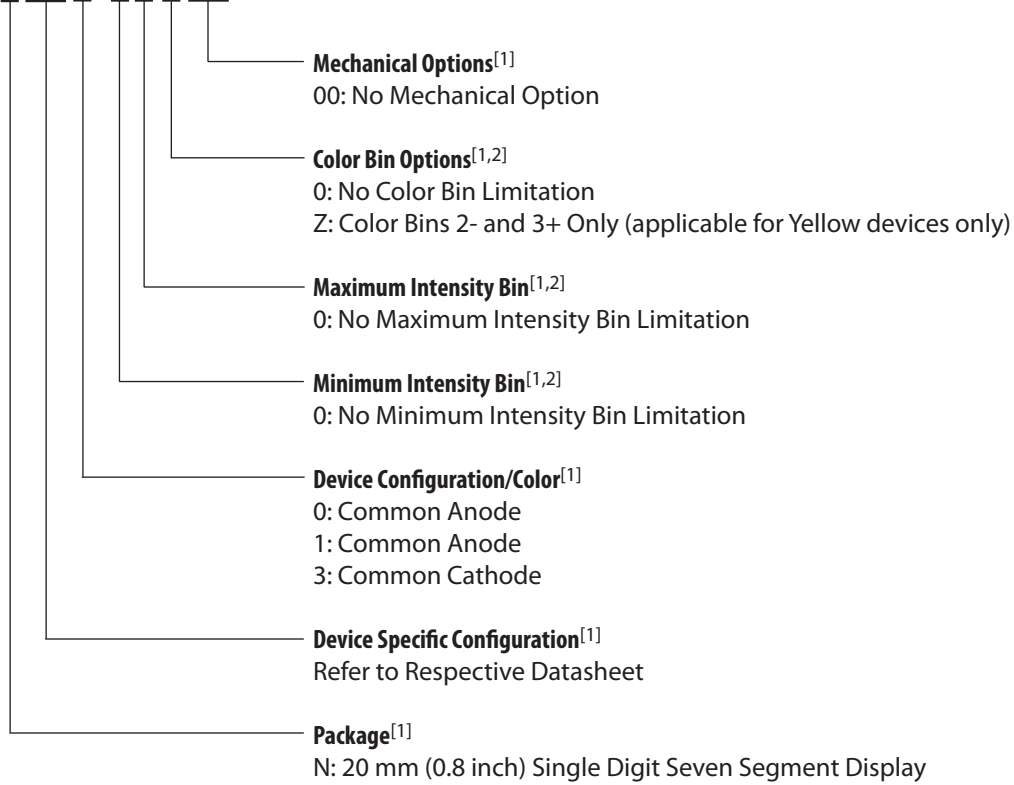 Mechanical Options[1]
00: No Mechanical Option
Color Bin Options[1,2]
0: No Color Bin Limitation
Z: Color Bins 2- and 3+ Only (applicable for Yellow devices only)
Maximum Intensity Bin[1,2]
0: No Maximum Intensity Bin Limitation
Minimum Intensity Bin[1,2]
0: No Minimum Intensity Bin Limitation
Device Configuration/Color[1]
0: Common Anode
1: Common Anode
3: Common Cathode
Device Specific Configuration[1]
Refer to Respective Datasheet
Package[1]
N: 20 mm (0.8 inch) Single Digit Seven Segment Display